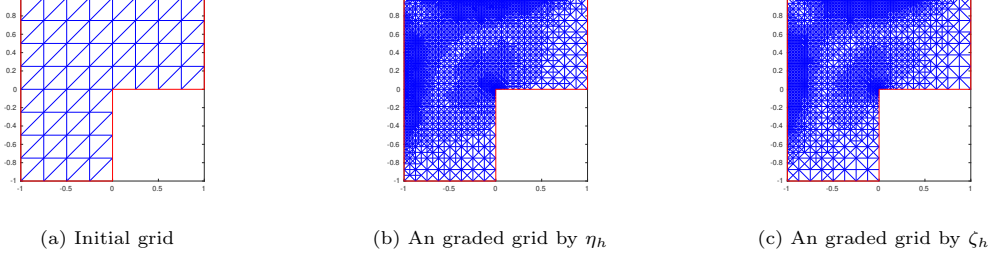 0.8 0.8 0.8
0.6 0.6 0.6
0.4 0.4 0.4
0.2 0.2 0.2
0 0 0
-0.2 -0.2 -0.2
-0.4 -0.4 -0.4
-0.6 -0.6 -0.6
-0.8 -0.8 -0.8
-1 -1 -1
-1 -0.5 0 0.5 1 -1 -0.5 0 0.5 1 -1 -0.5 0 0.5 1
(a) Initial grid (b) An graded grid by η_h (c) An graded grid by ζ_h